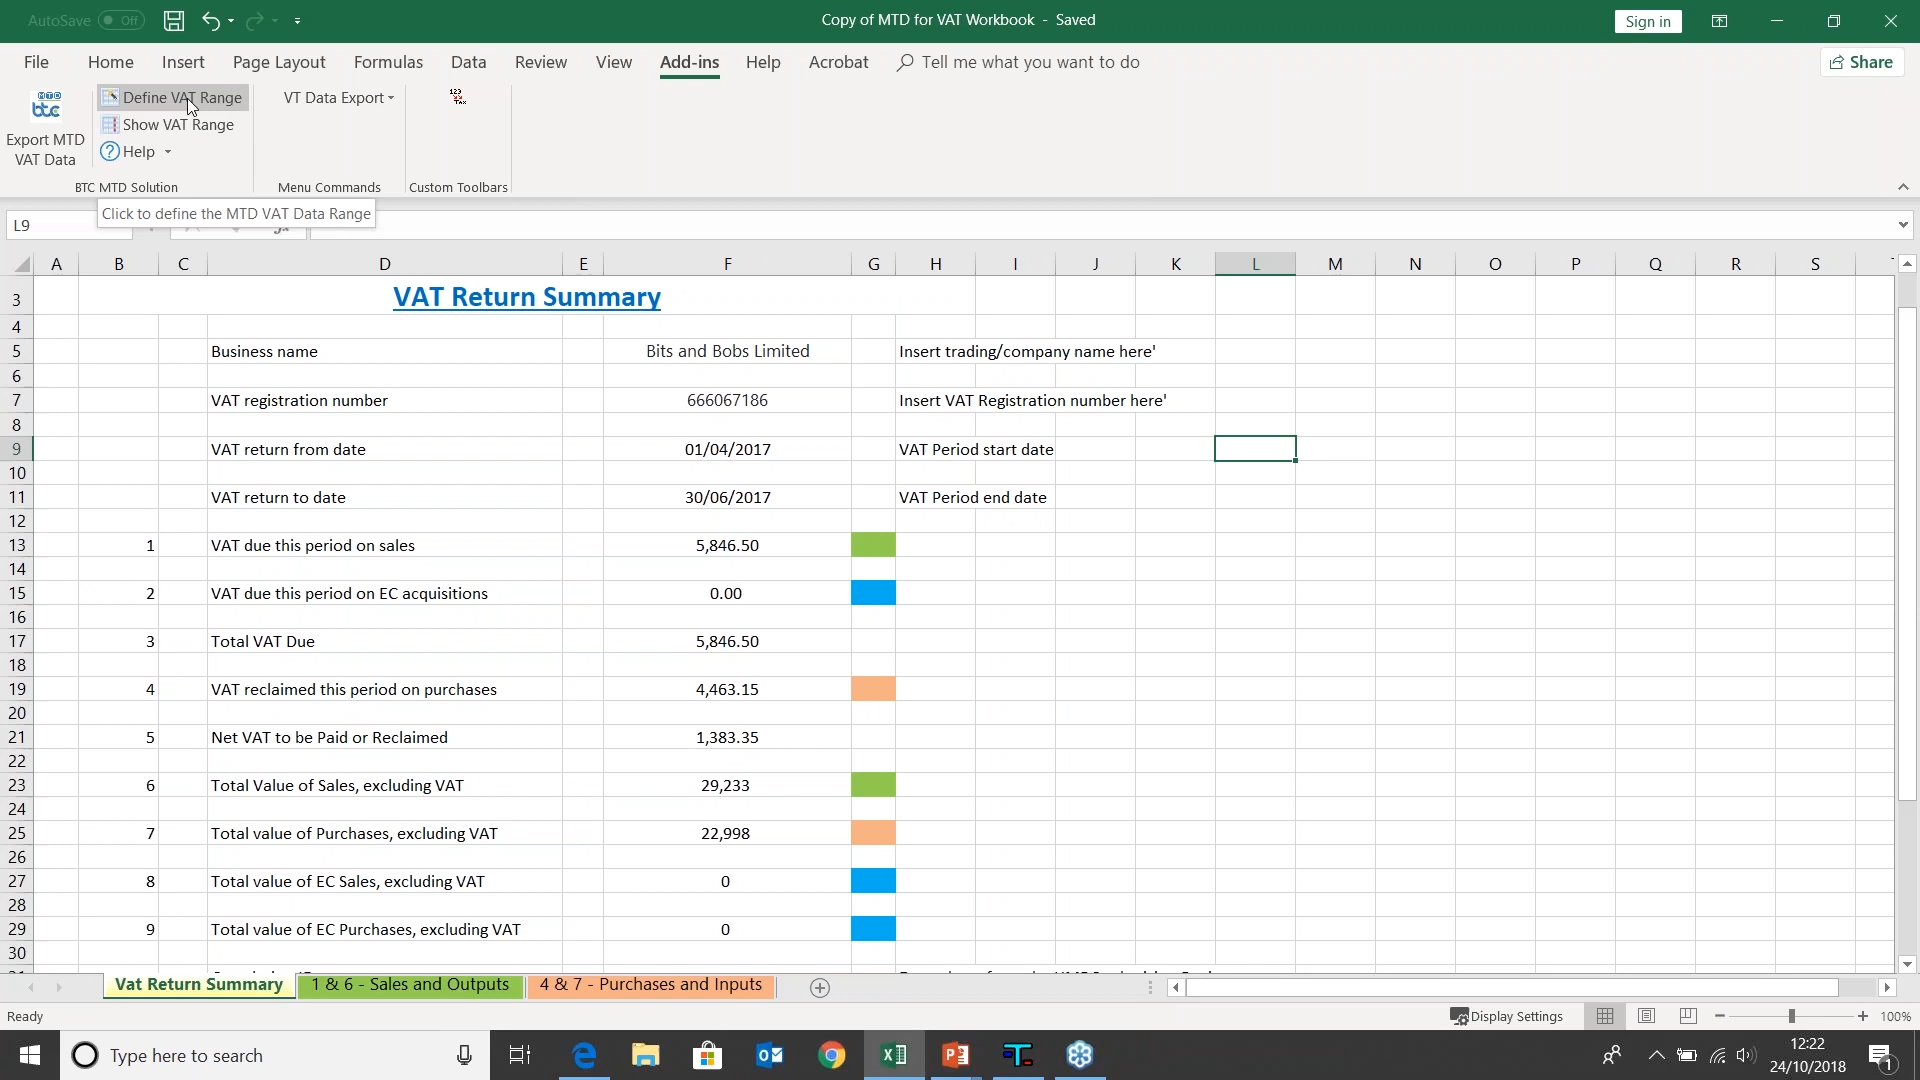 AutoSave Off
Copy of MTD for VAT Workbook - Saved
Sign in
File Home Insert Page Layout Formulas Data Review View Add-ins Help Acrobat Tell me what you want to do
Share
MTD
btc
Export MTD
VAT Data
Define VAT Range
Show VAT Range
Help
VT Data Export
123
Tax
BTC MTD Solution
Menu Commands
Custom Toolbars
Click to define the MTD VAT Data Range
L9
A B C D E F G H I J K L M N O P Q R S
3 VAT Return Summary
4
5 Business name Bits and Bobs Limited Insert trading/company name here'
6
7 VAT registration number 666067186 Insert VAT Registration number here'
8
9 VAT return from date 01/04/2017 VAT Period start date
10
11 VAT return to date 30/06/2017 VAT Period end date
12
13 1 VAT due this period on sales 5,846.50
14
15 2 VAT due this period on EC acquisitions 0.00
16
17 3 Total VAT Due 5,846.50
18
19 4 VAT reclaimed this period on purchases 4,463.15
20
21 5 Net VAT to be Paid or Reclaimed 1,383.35
22
23 6 Total Value of Sales, excluding VAT 29,233
24
25 7 Total value of Purchases, excluding VAT 22,998
26
27 8 Total value of EC Sales, excluding VAT 0
28
29 9 Total value of EC Purchases, excluding VAT 0
30
Vat Return Summary 1 & 6 - Sales and Outputs 4 & 7 - Purchases and Inputs
Ready
Display Settings
100%
Type here to search
12:22
24/10/2018
1